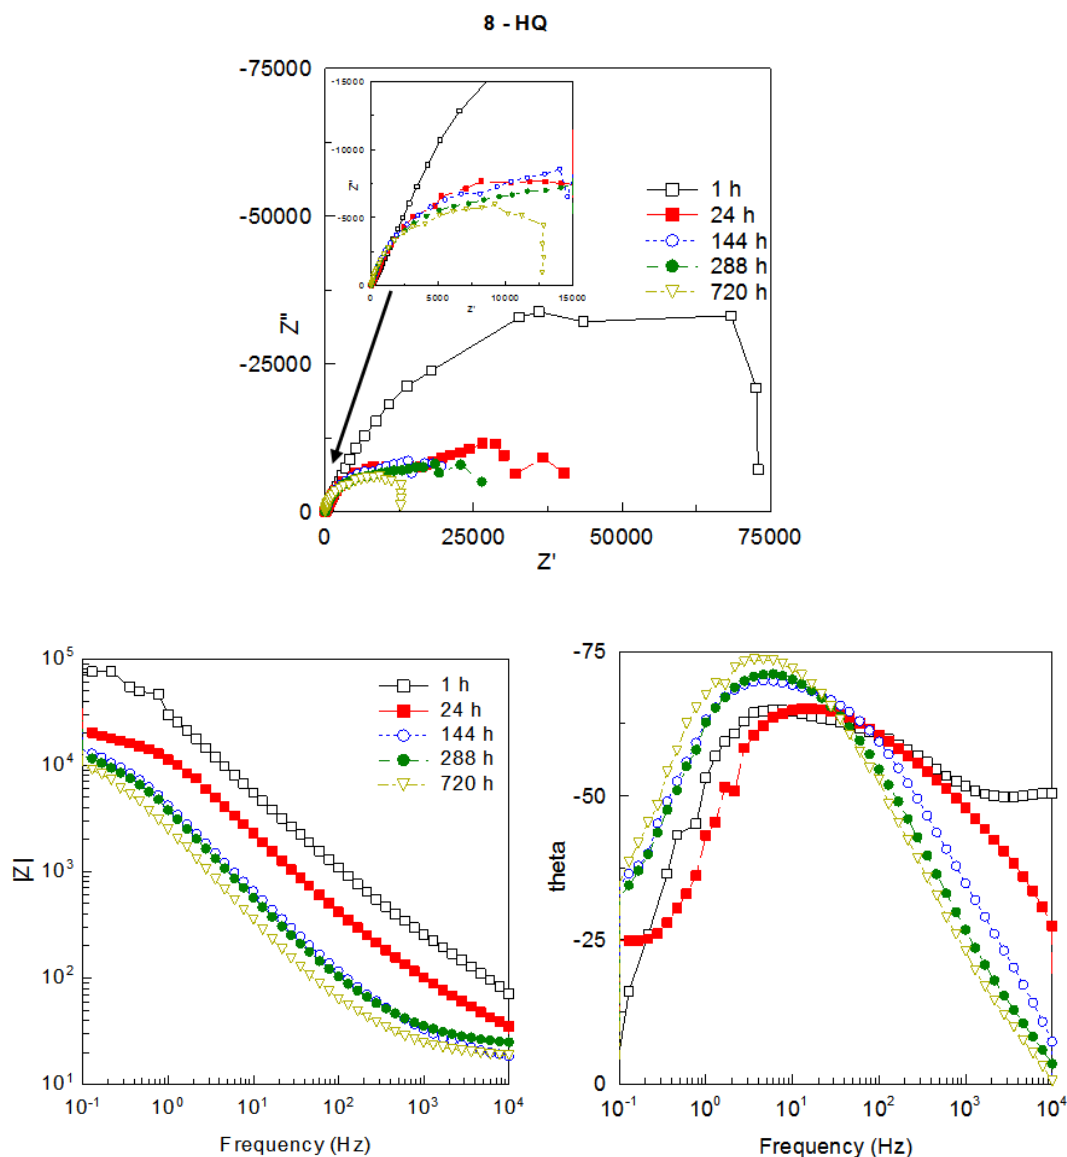 8 - HQ
-75000
-50000
-25000
0
Z''
-15000
-10000
-5000
0
Z'
0
5000
10000
15000
Z'
1 h
24 h
144 h
288 h
720 h
0
25000
50000
75000
Z'
10^5
10^4
10^3
10^2
10^1
|Z|
1 h
24 h
144 h
288 h
720 h
10^-1
10^0
10^1
10^2
10^3
10^4
Frequency (Hz)
-75
-50
-25
0
theta
10^-1
10^0
10^1
10^2
10^3
10^4
Frequency (Hz)